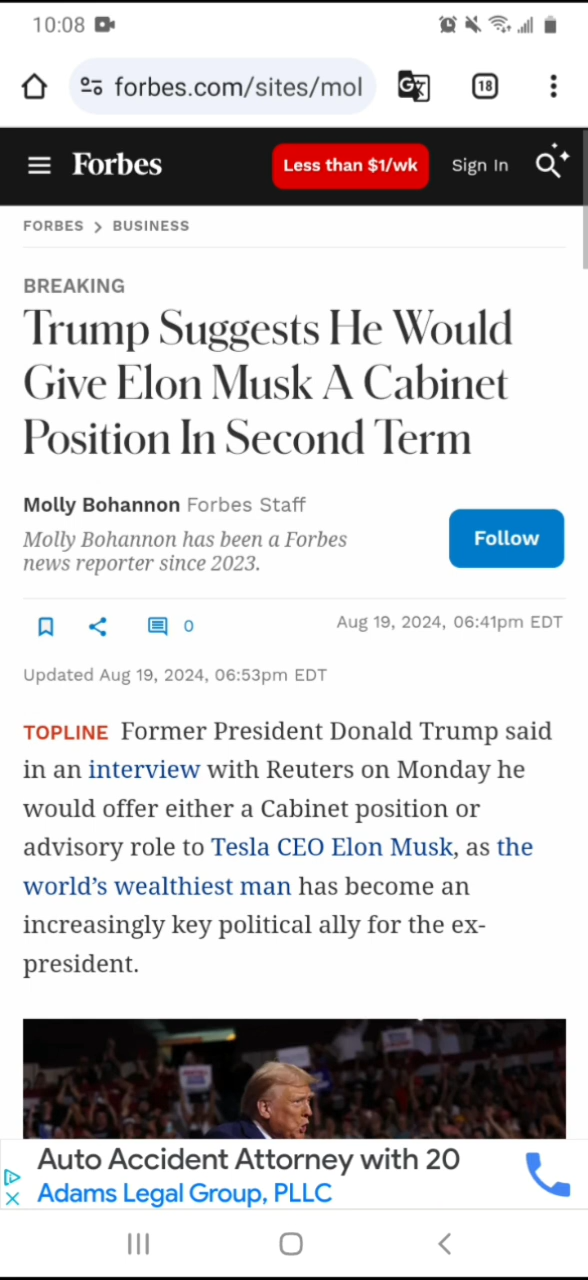 10:08
forbes.com/sites/mol
18
Forbes
Less than $1/wk
Sign In
FORBES > BUSINESS
BREAKING
Trump Suggests He Would
Give Elon Musk A Cabinet
Position In Second Term
Molly Bohannon Forbes Staff
Molly Bohannon has been a Forbes
news reporter since 2023.
Follow
0
Aug 19, 2024, 06:41pm EDT
Updated Aug 19, 2024, 06:53pm EDT
TOPLINE Former President Donald Trump said
in an interview with Reuters on Monday he
would offer either a Cabinet position or
advisory role to Tesla CEO Elon Musk, as the
world’s wealthiest man has become an
increasingly key political ally for the ex-
president.
Auto Accident Attorney with 20
Adams Legal Group, PLLC